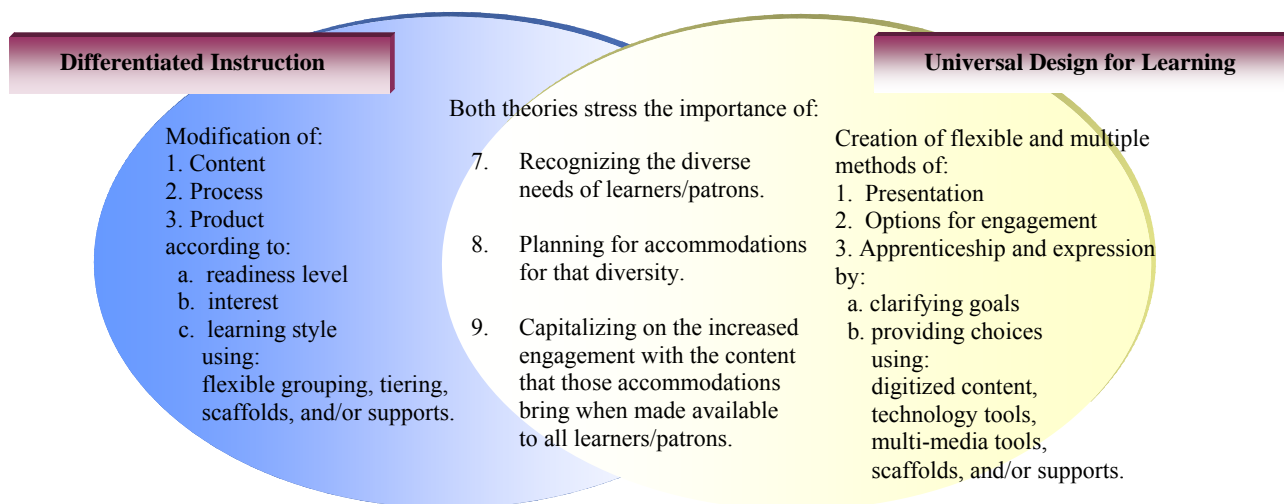 Differentiated Instruction
Modification of:
1. Content
2. Process
3. Product
according to:
a. readiness level
b. interest
c. learning style
using:
flexible grouping, tiering,
scaffolds, and/or supports.
Both theories stress the importance of:
7. Recognizing the diverse
needs of learners/patrons.
8. Planning for accommodations
for that diversity.
9. Capitalizing on the increased
engagement with the content
that those accommodations
bring when made available
to all learners/patrons.
Universal Design for Learning
Creation of flexible and multiple
methods of:
1. Presentation
2. Options for engagement
3. Apprenticeship and expression
by:
a. clarifying goals
b. providing choices
using:
digitized content,
technology tools,
multi-media tools,
scaffolds, and/or supports.